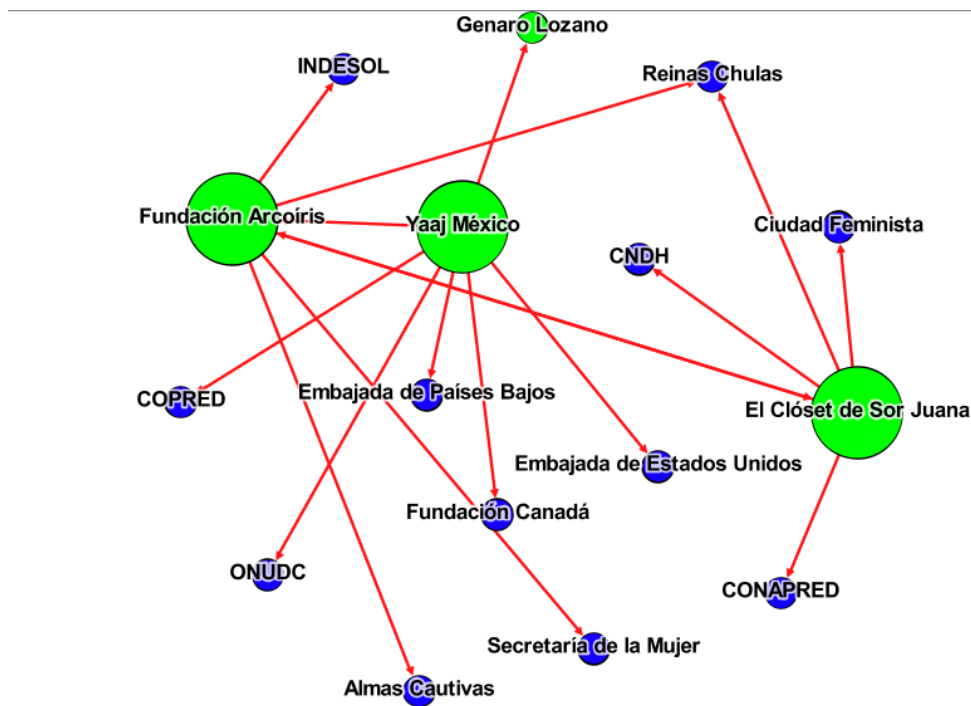 Genaro Lozano
INDESOL
Reinas Chulas
Fundación Arcoíris
Yaaj México
Ciudad Feminista
CNDH
COPRED
Embajada de Países Bajos
El Clóset de Sor Juana
Embajada de Estados Unidos
Fundación Canadá
ONUDC
CONAPRED
Secretaría de la Mujer
Almas Cautivas